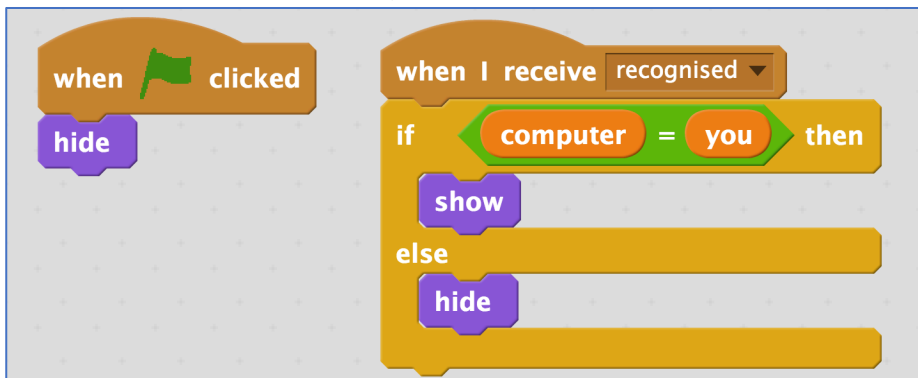 when clicked
hide
when I receive recognised
if computer = you then
show
else
hide